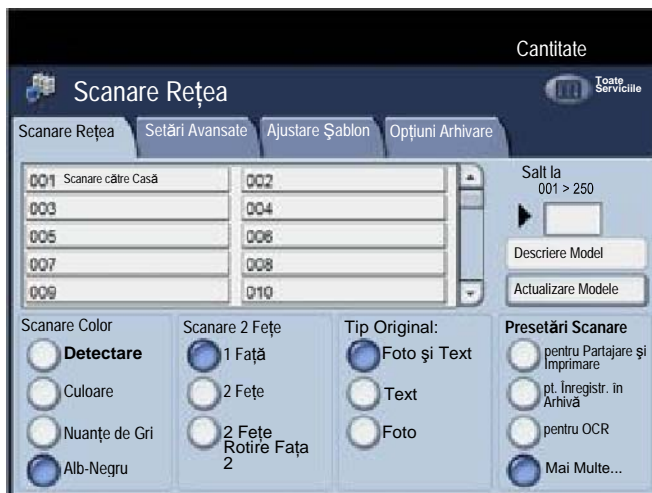 Cantitate
Scanare Rețea
Toate
Serviciile
Scanare Rețea
Setări Avansate
Ajustare Şablon
Opțiuni Arhivare
001 Scanare către Casă
002
003
004
005
006
007
008
009
010
Salt la
001 > 250
Descriere Model
Actualizare Modele
Scanare Color
Detectare
Culoare
Nuanțe de Gri
Alb-Negru
Scanare 2 Fețe
1 Față
2 Fețe
2 Fețe
Rotire Fața
2
Tip Original:
Foto şi Text
Text
Foto
Presetări Scanare
pentru Partajare şi
Imprimare
pt. Înregistr. în
Arhivă
pentru OCR
Mai Multe...